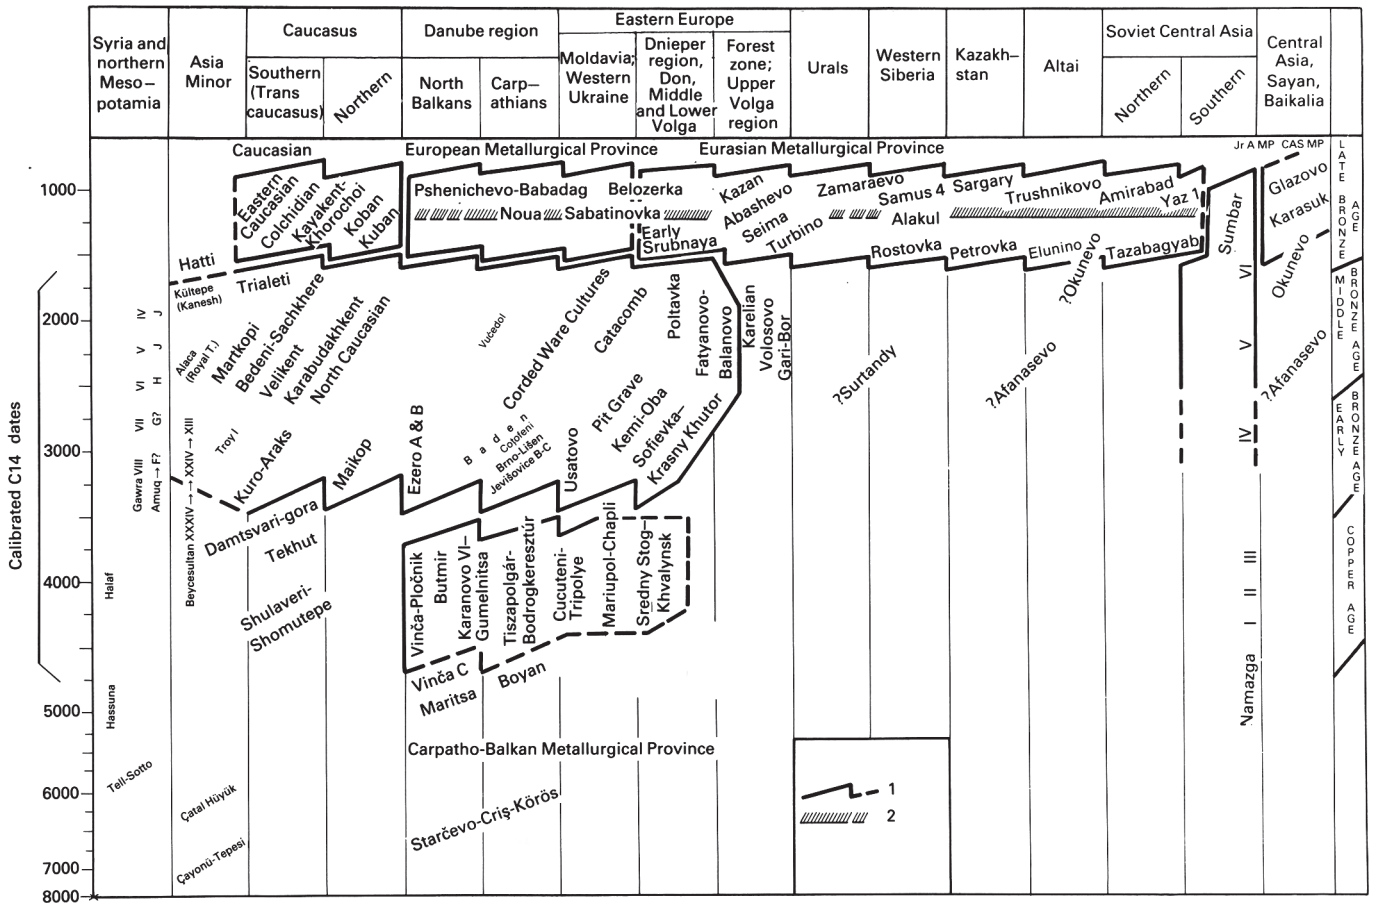 Syria and
northern
Meso—
potamia
Asia
Minor
Caucasus
Southern
(Trans
caucasus)
Northern
Danube region
North
Balkans
Carp—
athians
Eastern Europe
Moldavia;
Western
Ukraine
Dnieper
region,
Don,
Middle
and Lower
Volga
Forest
zone;
Upper
Volga
region
Urals
Western
Siberia
Kazakh—
stan
Altai
Soviet Central Asia
Northern
Southern
Central
Asia,
Sayan,
Baikalia
Calibrated C14 dates
1000
2000
3000
4000
5000
6000
7000
8000
Caucasian
European Metallurgical Province
Eurasian Metallurgical Province
Jr A MP
CAS MP
Eastern
Caucasian
Colchidian
Kayakent-
Khorochoi
Koban
Kuban
Pshenichevo-Babadag
Belozerka
Noua
Sabatinovka
Early
Srubnaya
Kazan
Abashevo
Seima
Turbino
Zamaraevo
Samus 4
Alakul
Rostovka
Sargary
Petrovka
Trushnikovo
Elunino
?Okunevo
Amirabad
Yaz 1
Tazabagyab
Sumbar
Glazovo
Karasuk
Okunevo
Hatti
Kültepe
(Kanesh)
Trialeti
IV J
V J
VI H
VII G?
Gawra VIII
Amuq → F?
Alaca
(Royal T.)
Troy I
Beycesultan XXXIV → → XXIV → XIII
Martkopi
Bedeni-Sachkhere
Velikent
Karabudakhkent
North Caucasian
Kuro-Araks
Maikop
Ezero A & B
Vučedol
Corded Ware Cultures
Baden
Coţofeni
Brno-Lišen
Jevišovice B-C
Usatovo
Catacomb
Pit Grave
Kemi-Oba
Sofievka—
Krasny Khutor
Poltavka
Fatyanovo-
Balanovo
Karelian
Volosovo
Gari-Bor
?Surtandy
?Afanasevo
?Afanasevo
VI
V
IV
III
II
I
Namazga
Damtsvari-gora
Tekhut
Shulaveri-
Shomutepe
Vinča-Pločnik
Butmir
Karanovo VI—
Gumelnitsa
Tiszapolgár-
Bodrogkeresztúr
Cucuteni-
Tripolye
Mariupol-Chapli
Sredny Stog—
Khvalynsk
Vinča C
Maritsa
Boyan
Halaf
Hassuna
Tell-Sotto
Çatal Hüyük
Çayonü-Tepesi
Carpatho-Balkan Metallurgical Province
Starčevo-Criş-Körös
1
2
LATE BRONZE AGE
MIDDLE BRONZE AGE
EARLY BRONZE AGE
COPPER AGE